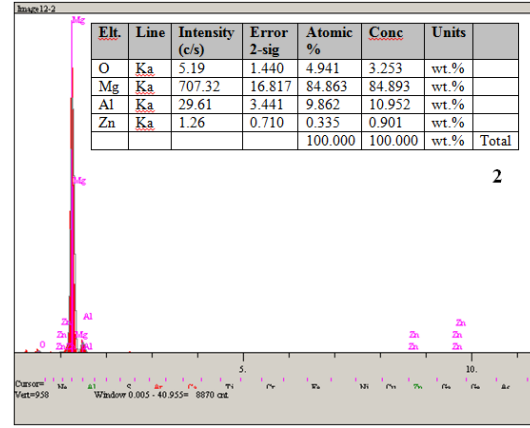 Image12-2
Mg
Elt. Line Intensity (c/s) Error 2-sig Atomic % Conc Units
O Ka 5.19 1.440 4.941 3.253 wt.%
Mg Ka 707.32 16.817 84.863 84.893 wt.%
Al Ka 29.61 3.441 9.862 10.952 wt.%
Zn Ka 1.26 0.710 0.335 0.901 wt.%
100.000 100.000 wt.% Total
2
Mg
Al
Zn Zn
Zn Mg Zn Zn
O Zn Al Zn Zn
5. 10.
Cursor=
Vert=958 Window 0.005 - 40.955= 8870 cnt